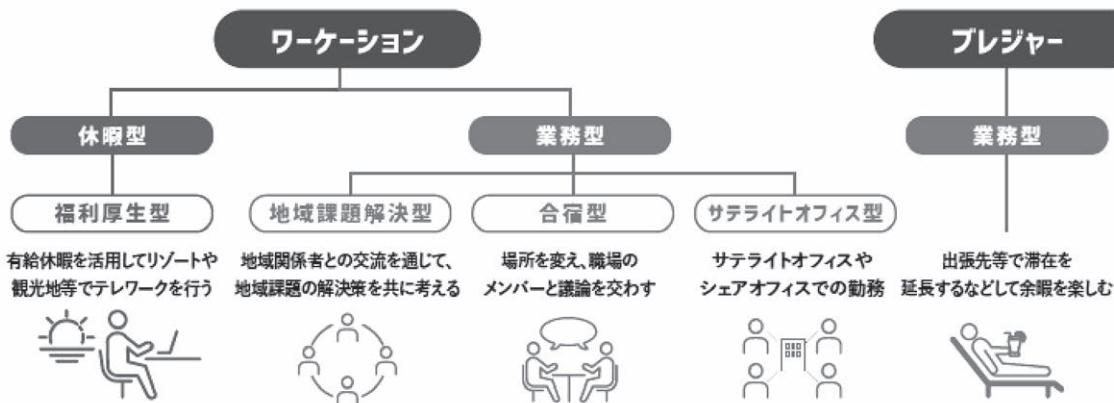 ワーケーション
ブレジャー
休暇型
業務型
業務型
福利厚生型
地域課題解決型
合宿型
サテライトオフィス型
有給休暇を活用してリゾートや
観光地等でテレワークを行う
地域関係者との交流を通じて、
地域課題の解決策を共に考える
場所を変え、職場の
メンバーと議論を交わす
サテライトオフィスや
シェアオフィスでの勤務
出張先等で滞在を
延長するなどして余暇を楽しむ